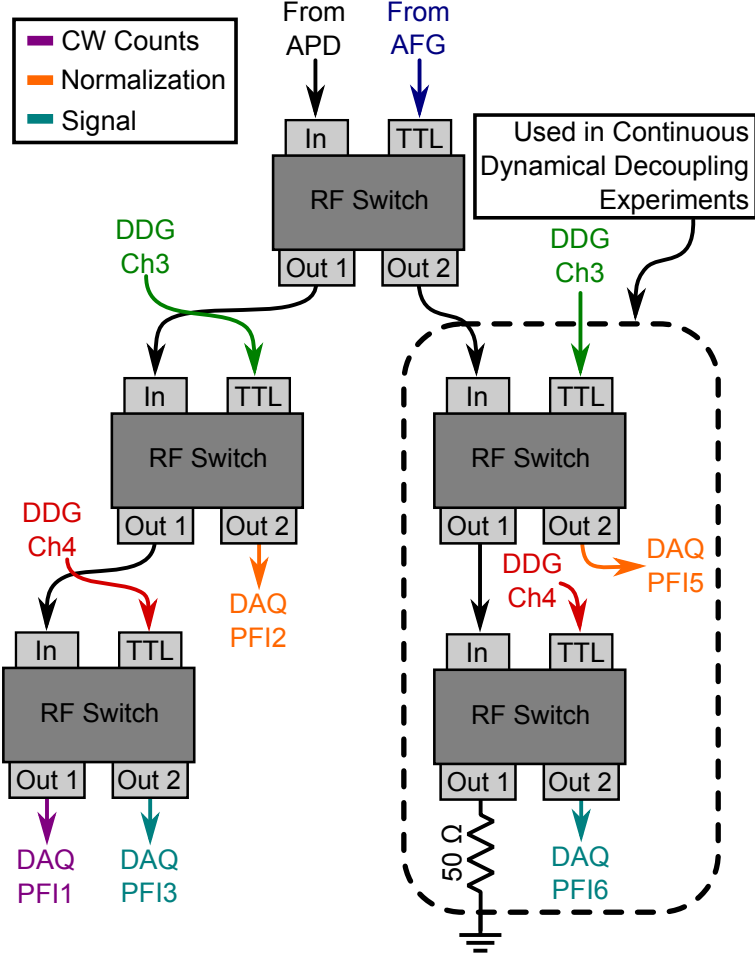 CW Counts
Normalization
Signal
From
APD
From
AFG
In
TTL
RF Switch
Out 1
Out 2
Used in Continuous
Dynamical Decoupling
Experiments
DDG
Ch3
In
TTL
RF Switch
Out 1
Out 2
DAQ
PFI2
DDG
Ch4
In
TTL
RF Switch
Out 1
Out 2
DAQ
PFI1
DAQ
PFI3
DDG
Ch3
In
TTL
RF Switch
Out 1
Out 2
DAQ
PFI5
DDG
Ch4
In
TTL
RF Switch
Out 1
Out 2
50 Ω
DAQ
PFI6